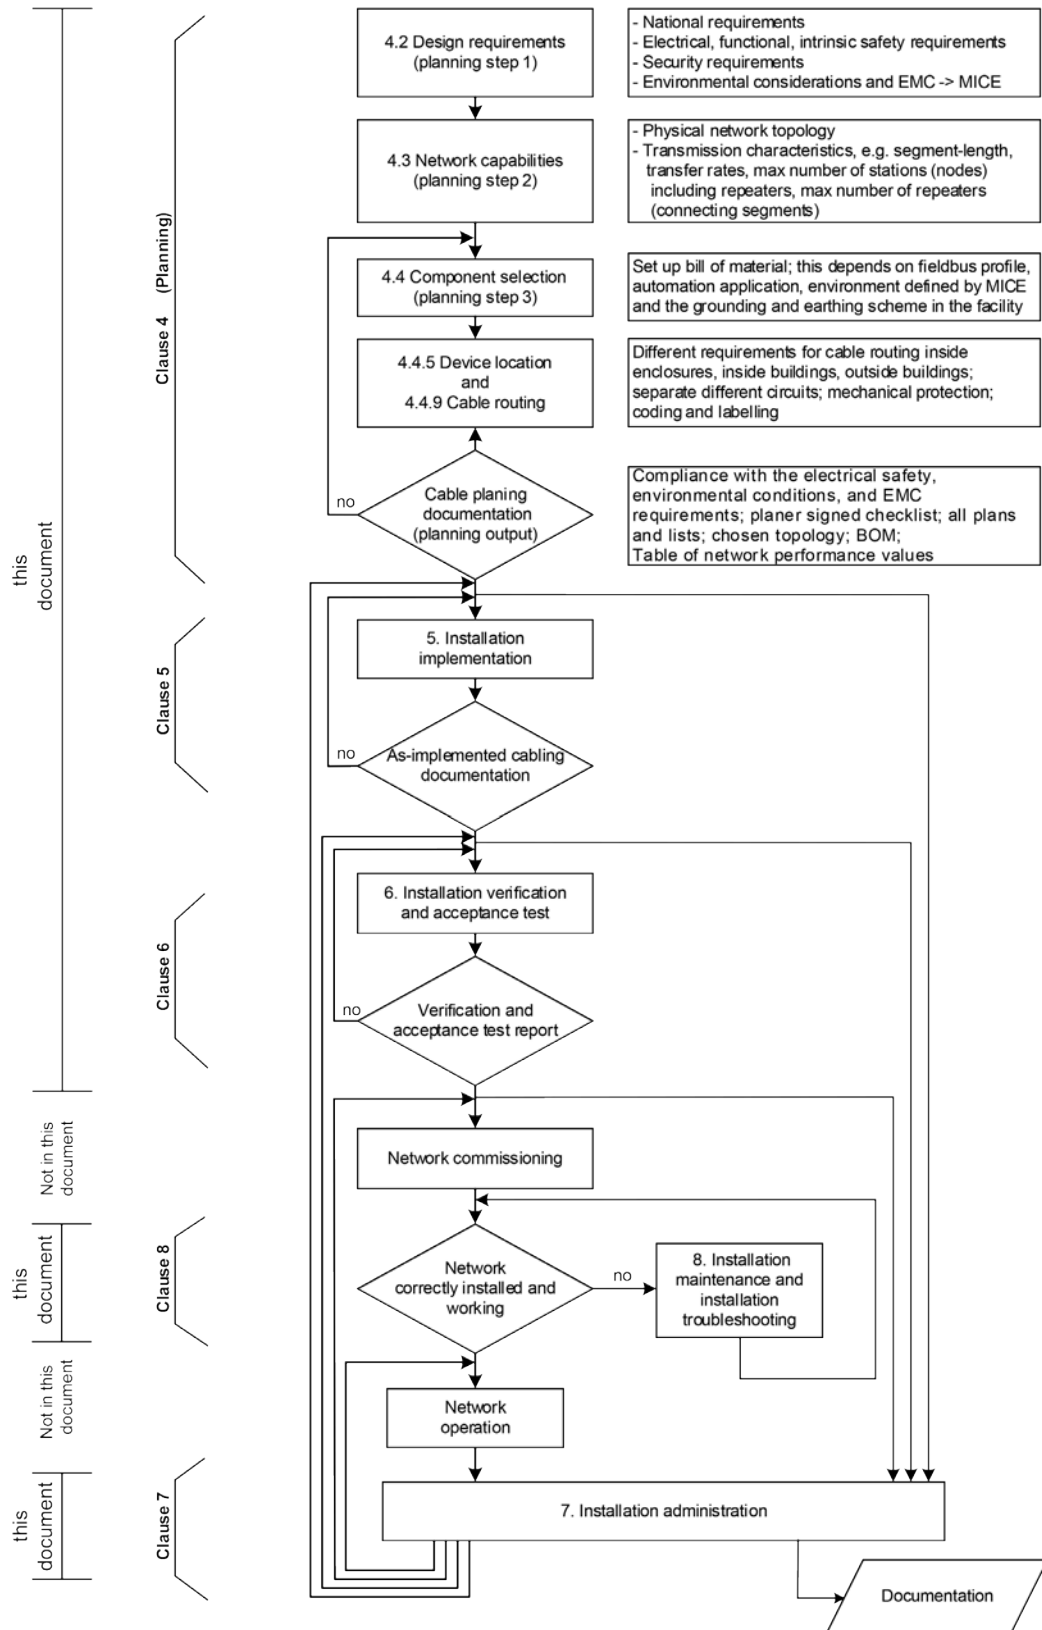 4.2 Design requirements
(planning step 1)
- National requirements
- Electrical, functional, intrinsic safety requirements
- Security requirements
- Environmental considerations and EMC -> MICE
4.3 Network capabilities
(planning step 2)
- Physical network topology
- Transmission characteristics, e.g. segment-length,
transfer rates, max number of stations (nodes)
including repeaters, max number of repeaters
(connecting segments)
Clause 4 (Planning)
4.4 Component selection
(planning step 3)
Set up bill of material; this depends on fieldbus profile,
automation application, environment defined by MICE
and the grounding and earthing scheme in the facility
4.4.5 Device location
and
4.4.9 Cable routing
Different requirements for cable routing inside
enclosures, inside buildings, outside buildings;
separate different circuits; mechanical protection;
coding and labelling
no
Cable planing
documentation
(planning output)
Compliance with the electrical safety,
environmental conditions, and EMC
requirements; planer signed checklist; all plans
and lists; chosen topology; BOM;
Table of network performance values
this
document
5. Installation
implementation
Clause 5
no
As-implemented cabling
documentation
6. Installation verification
and acceptance test
Clause 6
no
Verification and
acceptance test report
Not in this
document
Network commissioning
this
document
Clause 8
Network
correctly installed and
working
no
8. Installation
maintenance and
installation
troubleshooting
Not in this
document
Network
operation
this
document
Clause 7
7. Installation administration
Documentation